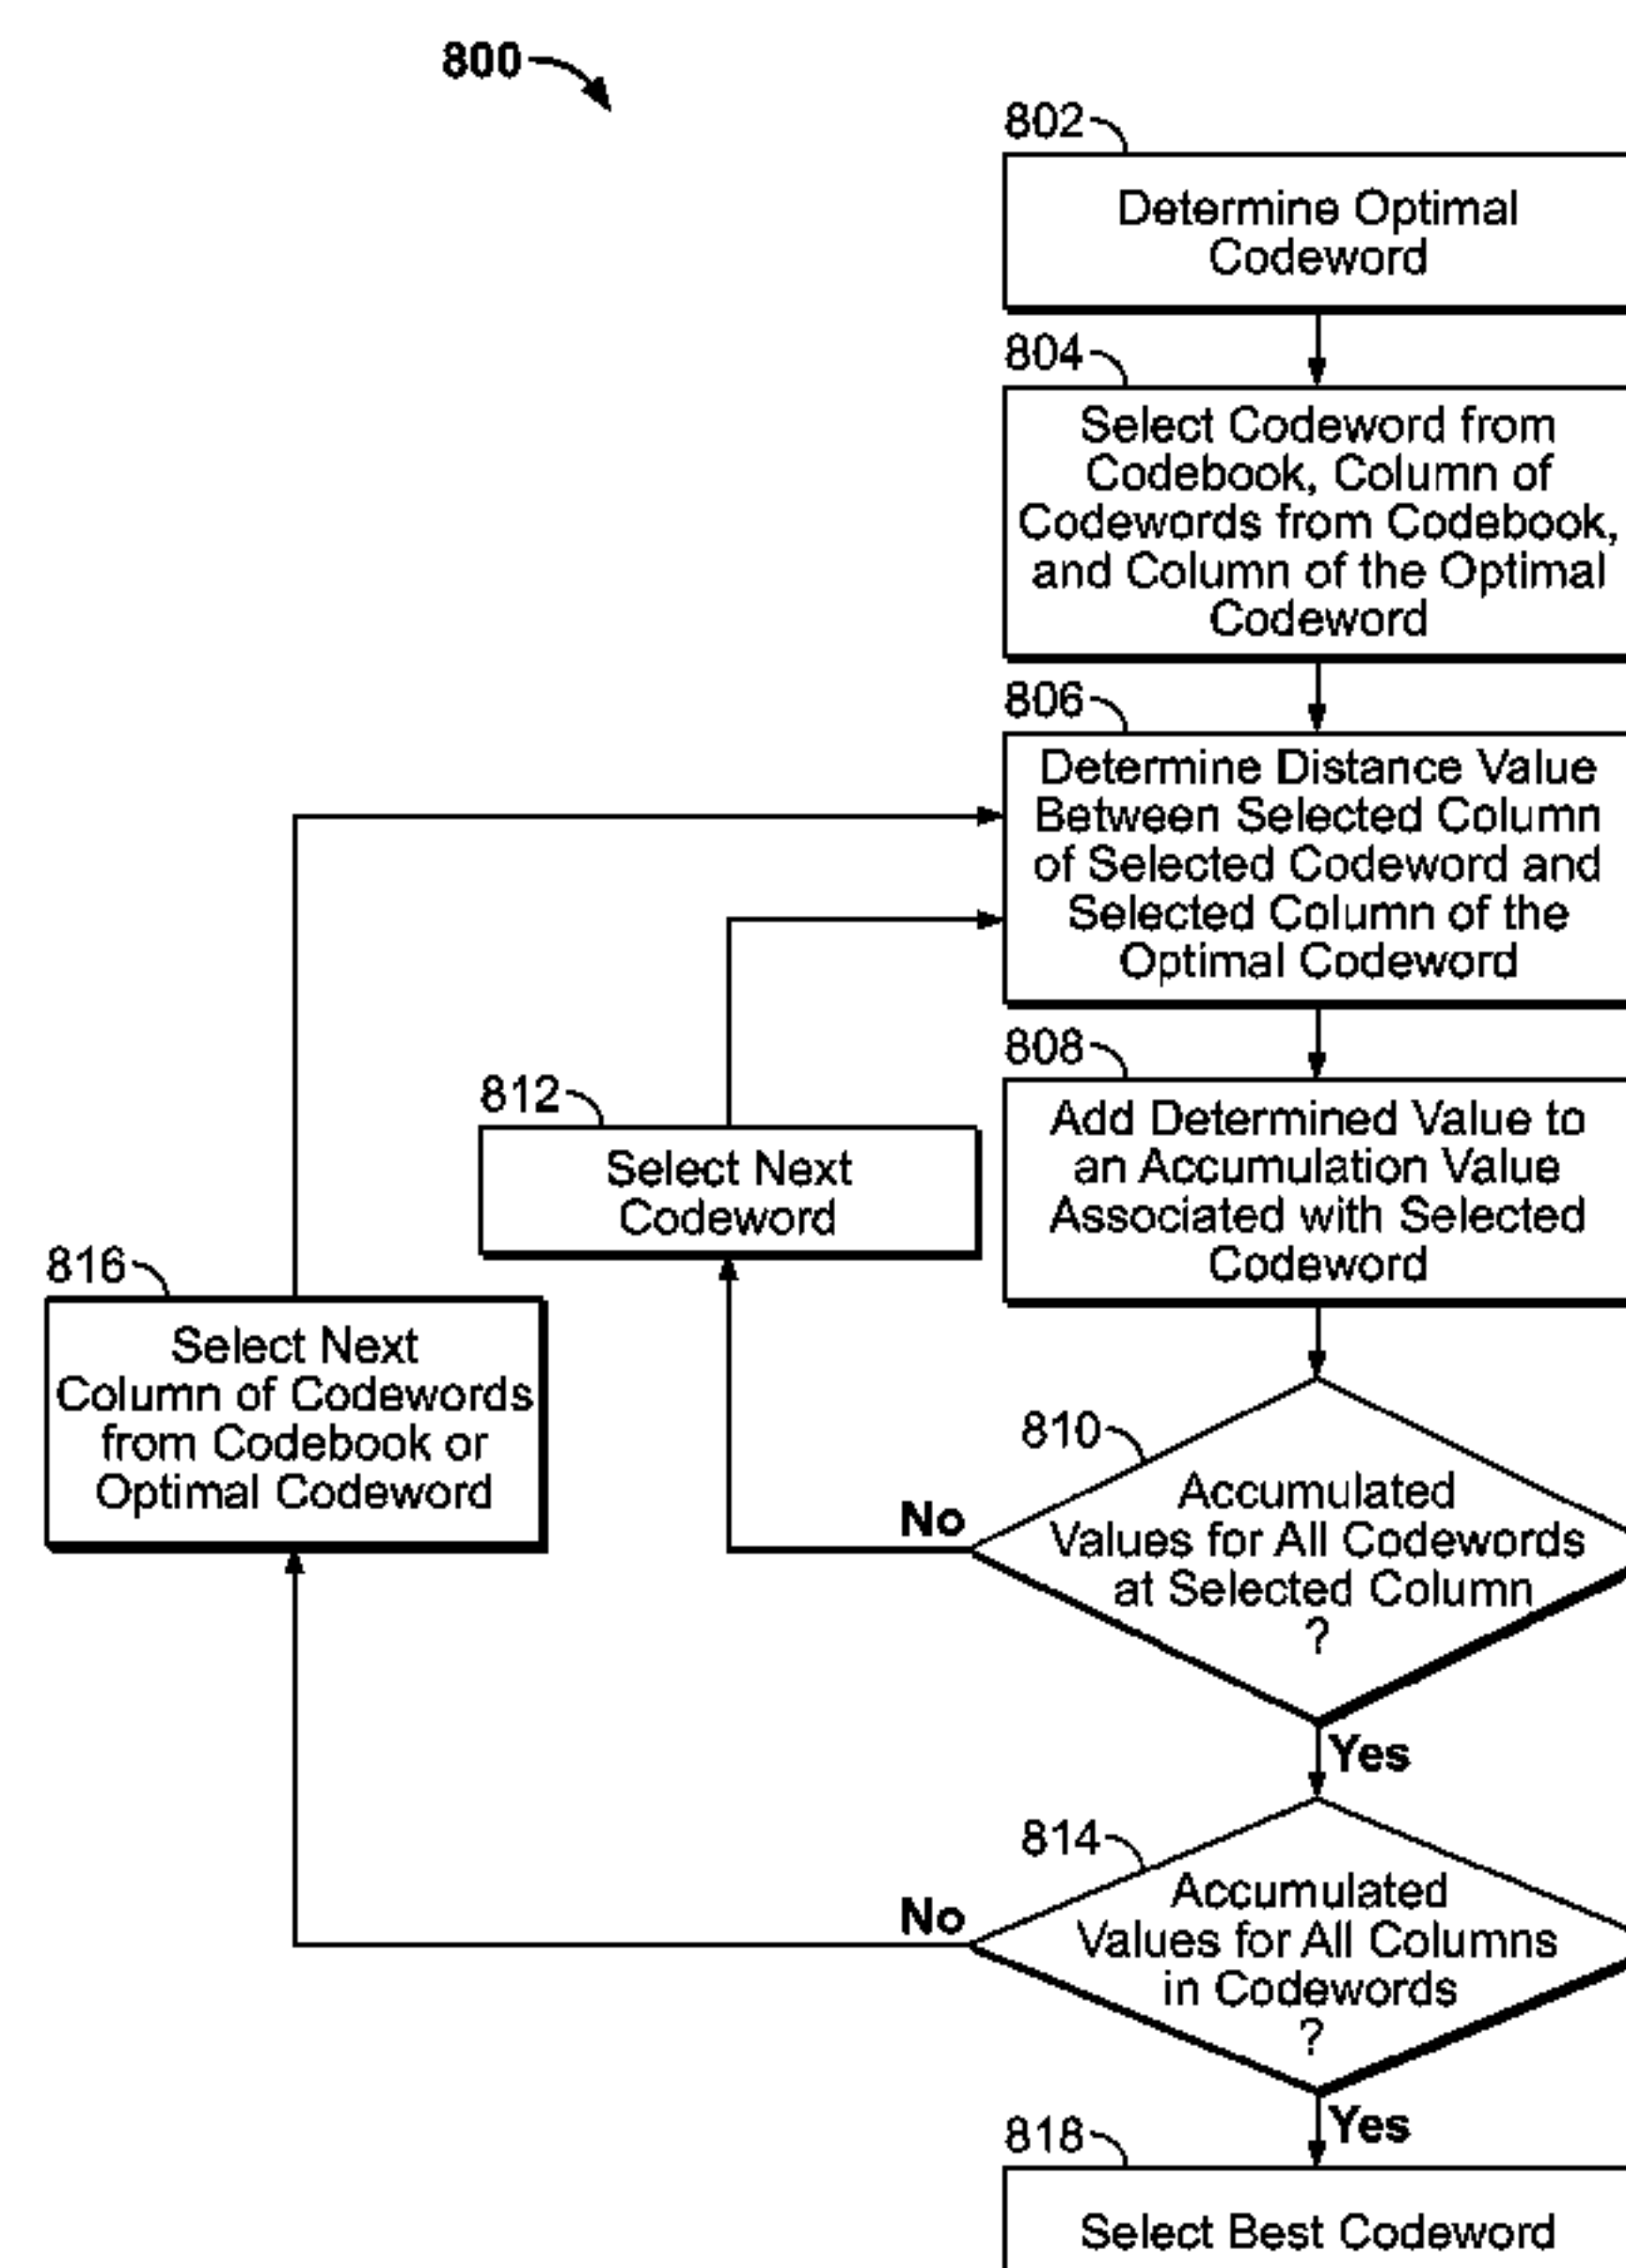 800
802
Determine Optimal
Codeword
804
Select Codeword from
Codebook, Column of
Codewords from Codebook,
and Column of the Optimal
Codeword
806
Determine Distance Value
Between Selected Column
of Selected Codeword and
Selected Column of the
Optimal Codeword
808
Add Determined Value to
an Accumulation Value
Associated with Selected
Codeword
812
Select Next
Codeword
816
Select Next
Column of Codewords
from Codebook or
Optimal Codeword
810
Accumulated
Values for All Codewords
at Selected Column
?
No
Yes
814
Accumulated
Values for All Columns
in Codewords
?
No
Yes
818
Select Best Codeword